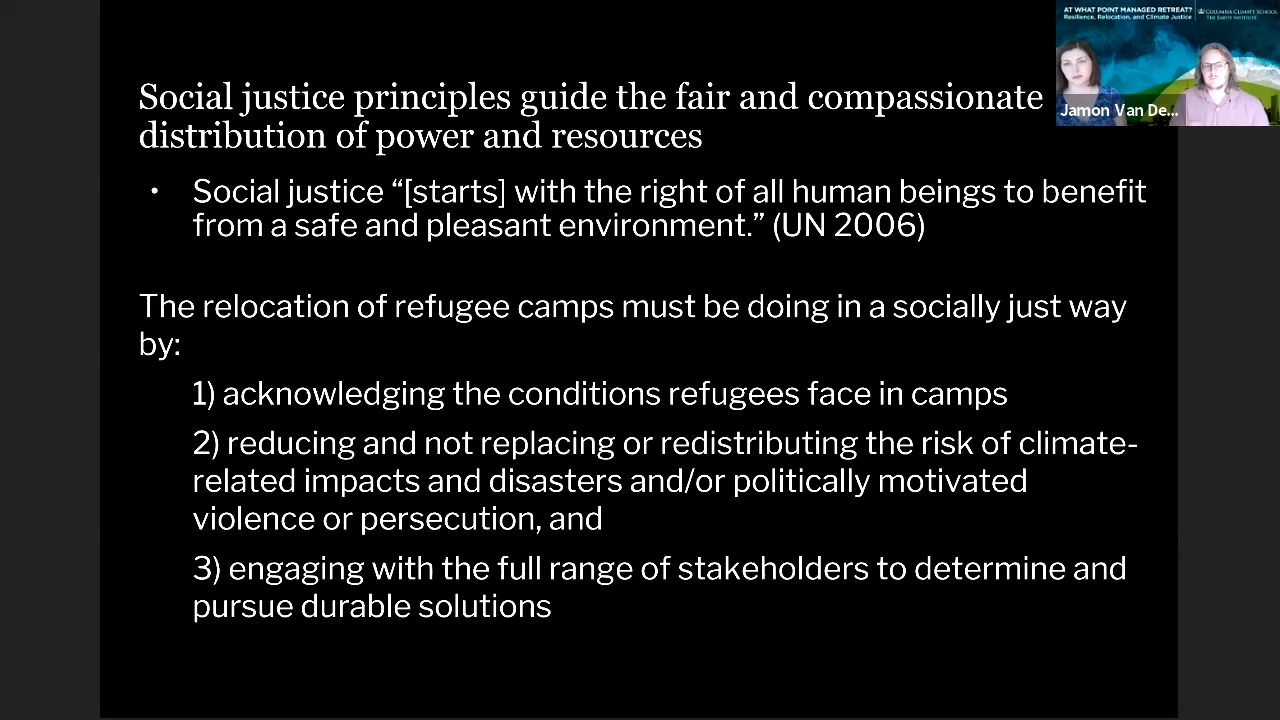 AT WHAT POINT MANAGED RETREAT?
Resilience, Relocation, and Climate Justice
COLUMBIA CLIMATE SCHOOL
THE EARTH INSTITUTE
Jamon Van De...
Social justice principles guide the fair and compassionate
distribution of power and resources
• Social justice “[starts] with the right of all human beings to benefit
from a safe and pleasant environment.” (UN 2006)
The relocation of refugee camps must be doing in a socially just way
by:
1) acknowledging the conditions refugees face in camps
2) reducing and not replacing or redistributing the risk of climate-
related impacts and disasters and/or politically motivated
violence or persecution, and
3) engaging with the full range of stakeholders to determine and
pursue durable solutions